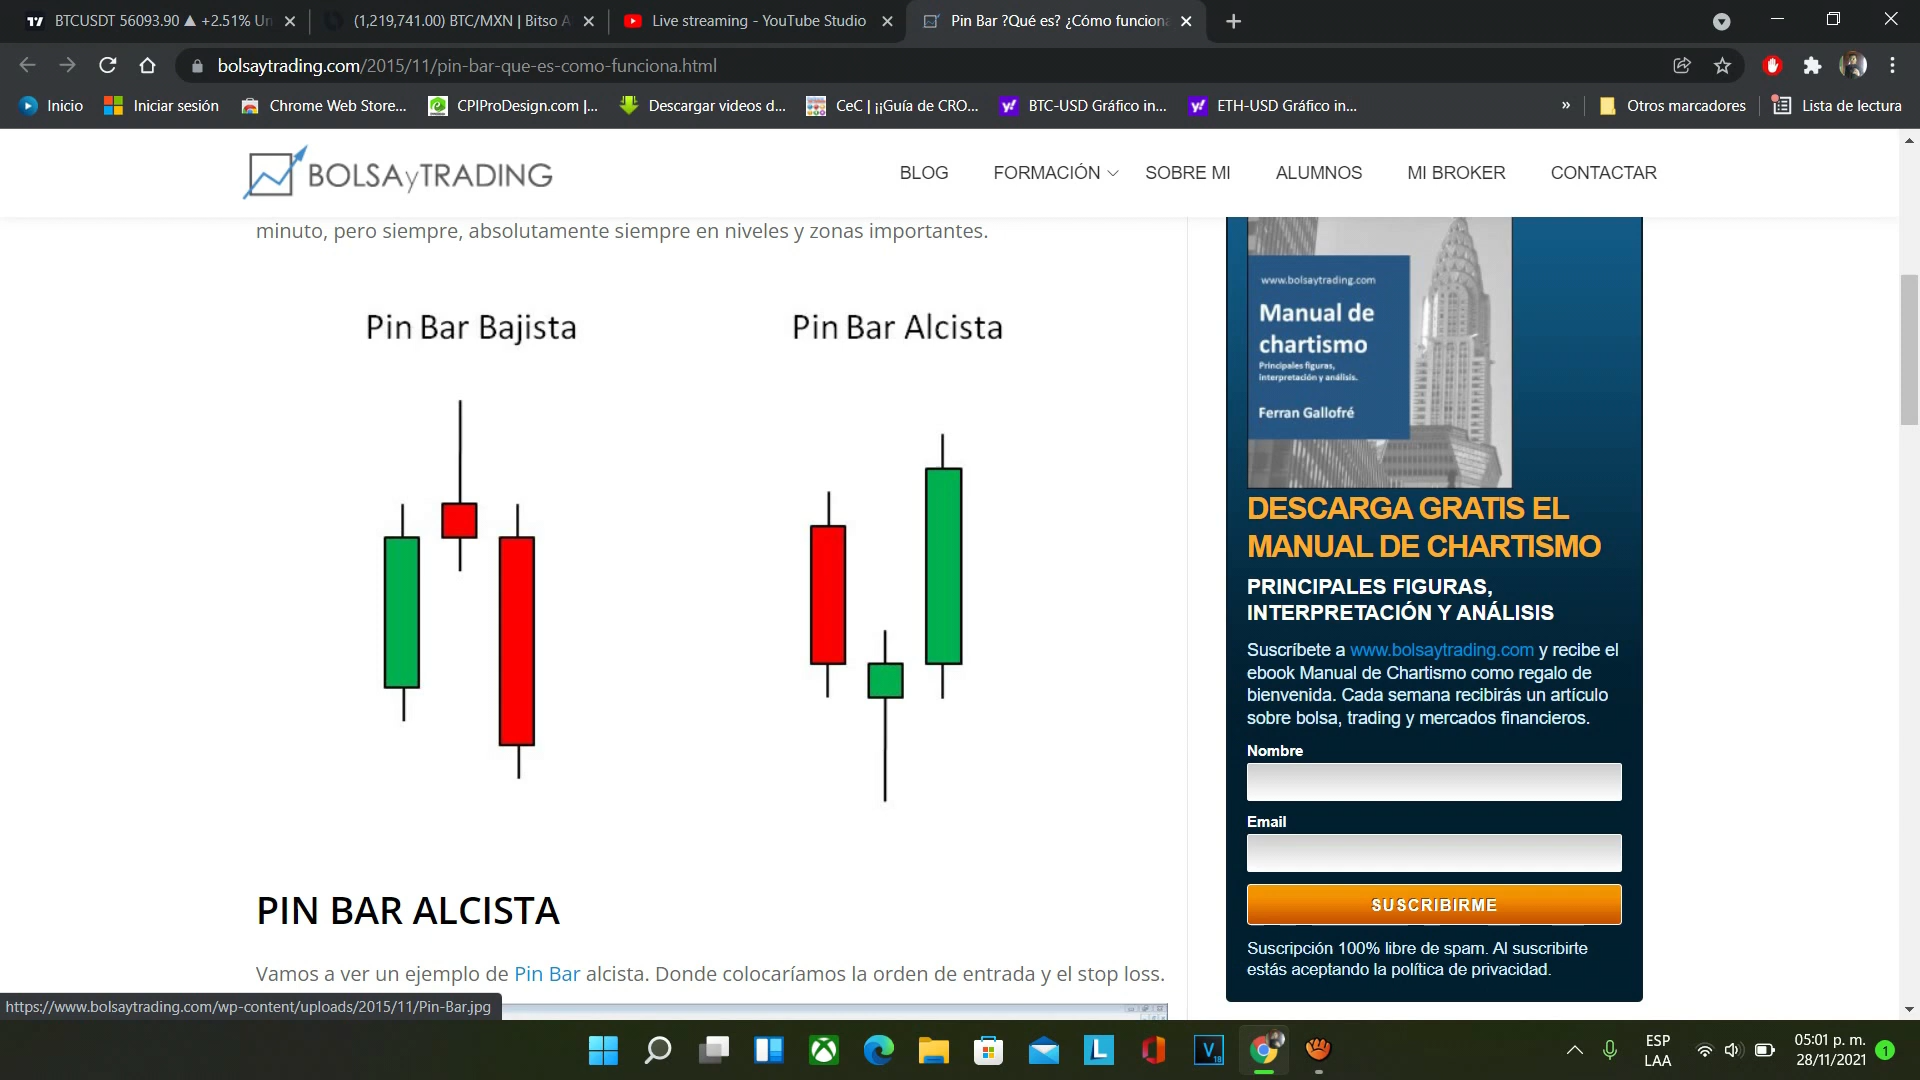 BTCUSDT 56093.90 ▲ +2.51% Un
(1,219,741.00) BTC/MXN | Bitso A
Live streaming - YouTube Studio
Pin Bar ?Qué es? ¿Cómo funciona
bolsaytrading.com/2015/11/pin-bar-que-es-como-funciona.html
Inicio
Iniciar sesión
Chrome Web Store...
CPIProDesign.com |...
Descargar videos d...
CeC | ¡¡Guía de CRO...
BTC-USD Gráfico in...
ETH-USD Gráfico in...
»
Otros marcadores
Lista de lectura
BOLSAyTRADING
BLOG
FORMACIÓN
SOBRE MI
ALUMNOS
MI BROKER
CONTACTAR
minuto, pero siempre, absolutamente siempre en niveles y zonas importantes.
Pin Bar Bajista
Pin Bar Alcista
PIN BAR ALCISTA
Vamos a ver un ejemplo de Pin Bar alcista. Donde colocaríamos la orden de entrada y el stop loss.
www.bolsaytrading.com
Manual de
chartismo
Principales figuras,
interpretación y análisis.
Ferran Gallofré
DESCARGA GRATIS EL
MANUAL DE CHARTISMO
PRINCIPALES FIGURAS,
INTERPRETACIÓN Y ANÁLISIS
Suscríbete a www.bolsaytrading.com y recibe el
ebook Manual de Chartismo como regalo de
bienvenida. Cada semana recibirás un artículo
sobre bolsa, trading y mercados financieros.
Nombre
Email
SUSCRIBIRME
Suscripción 100% libre de spam. Al suscribirte
estás aceptando la política de privacidad.
https://www.bolsaytrading.com/wp-content/uploads/2015/11/Pin-Bar.jpg
ESP
LAA
05:01 p. m.
28/11/2021
1